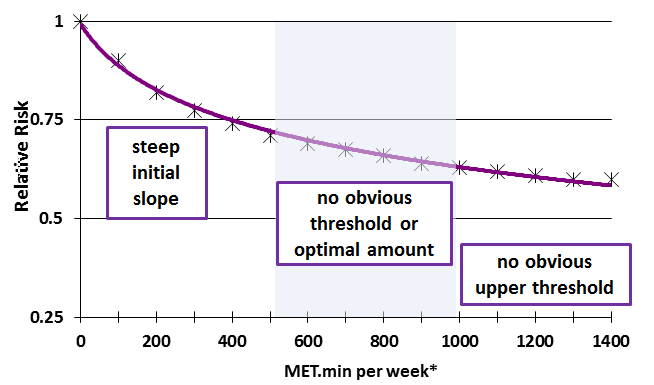 1
0.75
0.5
0.25
Relaïve Risk
steep
initial
slope
no obvious
threshold or
optimal amount
no obvious
upper threshold
0 200 400 600 800 1000 1200 1400
MET.min per week*